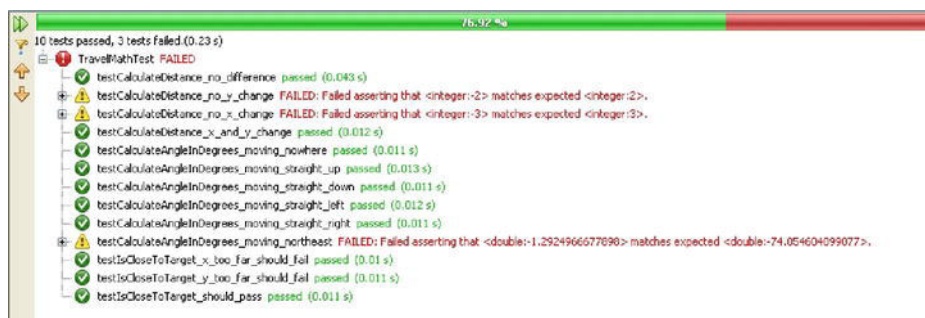 76.92 %
10 tests passed, 3 tests failed.(0.23 s)
TravelMathTest FAILED
testCalculateDistance_no_difference passed (0.043 s)
testCalculateDistance_no_y_change FAILED: Failed asserting that <integer:-2> matches expected <integer:2>.
testCalculateDistance_no_x_change FAILED: Failed asserting that <integer:-3> matches expected <integer:3>.
testCalculateDistance_x_and_y_change passed (0.012 s)
testCalculateAngleInDegrees_moving_nowhere passed (0.011 s)
testCalculateAngleInDegrees_moving_straight_up passed (0.013 s)
testCalculateAngleInDegrees_moving_straight_down passed (0.011 s)
testCalculateAngleInDegrees_moving_straight_left passed (0.012 s)
testCalculateAngleInDegrees_moving_straight_right passed (0.011 s)
testCalculateAngleInDegrees_moving_northeast FAILED: Failed asserting that <double:-1.2924966677898> matches expected <double:-74.054604099077>.
testIsCloseToTarget_x_too_far_should_fail passed (0.01 s)
testIsCloseToTarget_y_too_far_should_fail passed (0.011 s)
testIsCloseToTarget_should_pass passed (0.011 s)